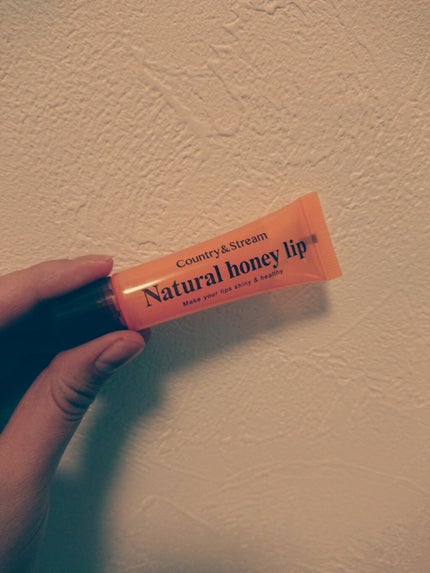 Country&Stream
Natural honey lip
Make your lips shiny & healthy